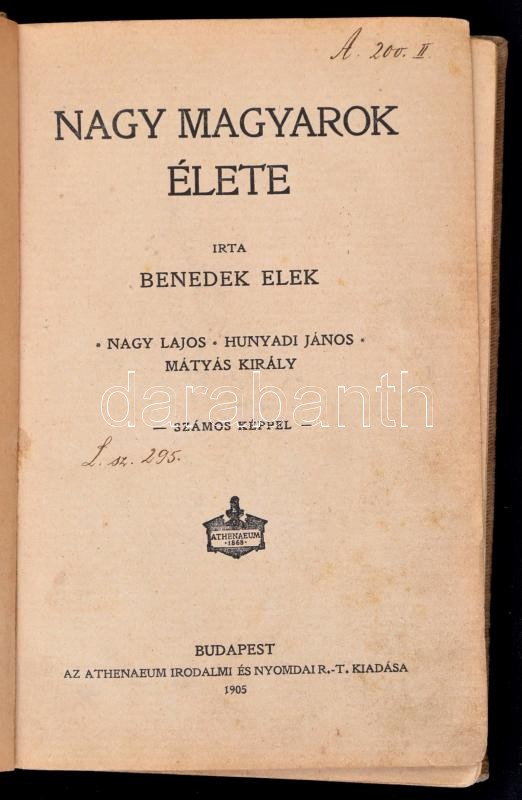 A. 200. II.
NAGY MAGYAROK
ÉLETE
IRTA
BENEDEK ELEK
• NAGY LAJOS • HUNYADI JÁNOS •
MÁTYÁS KIRÁLY
darabanth
— SZÁMOS KÉPPEL —
L. sz. 295.
ATHENAEUM
• 1868 •
BUDAPEST
AZ ATHENAEUM IRODALMI ÉS NYOMDAI R.-T. KIADÁSA
1905